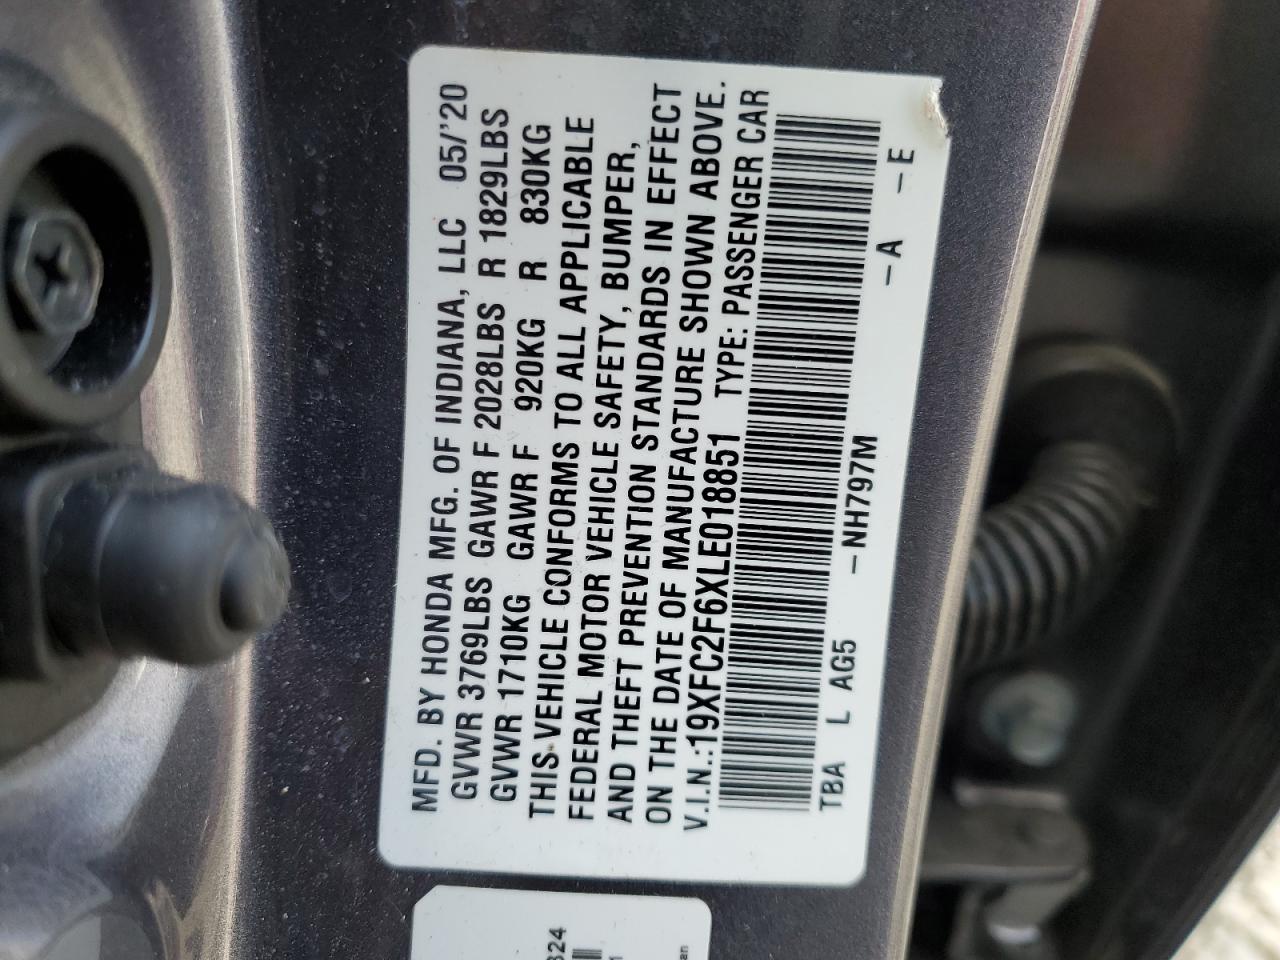 MFD. BY HONDA MFG. OF INDIANA, LLC 05/'20
GVWR 3769LBS GAWR F 2028LBS R 1829LBS
GVWR 1710KG GAWR F 920KG R 830KG
THIS VEHICLE CONFORMS TO ALL APPLICABLE
FEDERAL MOTOR VEHICLE SAFETY, BUMPER,
AND THEFT PREVENTION STANDARDS IN EFFECT
ON THE DATE OF MANUFACTURE SHOWN ABOVE.
V.I.N.:19XFC2F6XLE018851 TYPE: PASSENGER CAR
TBA L AG5 -NH797M -A -E